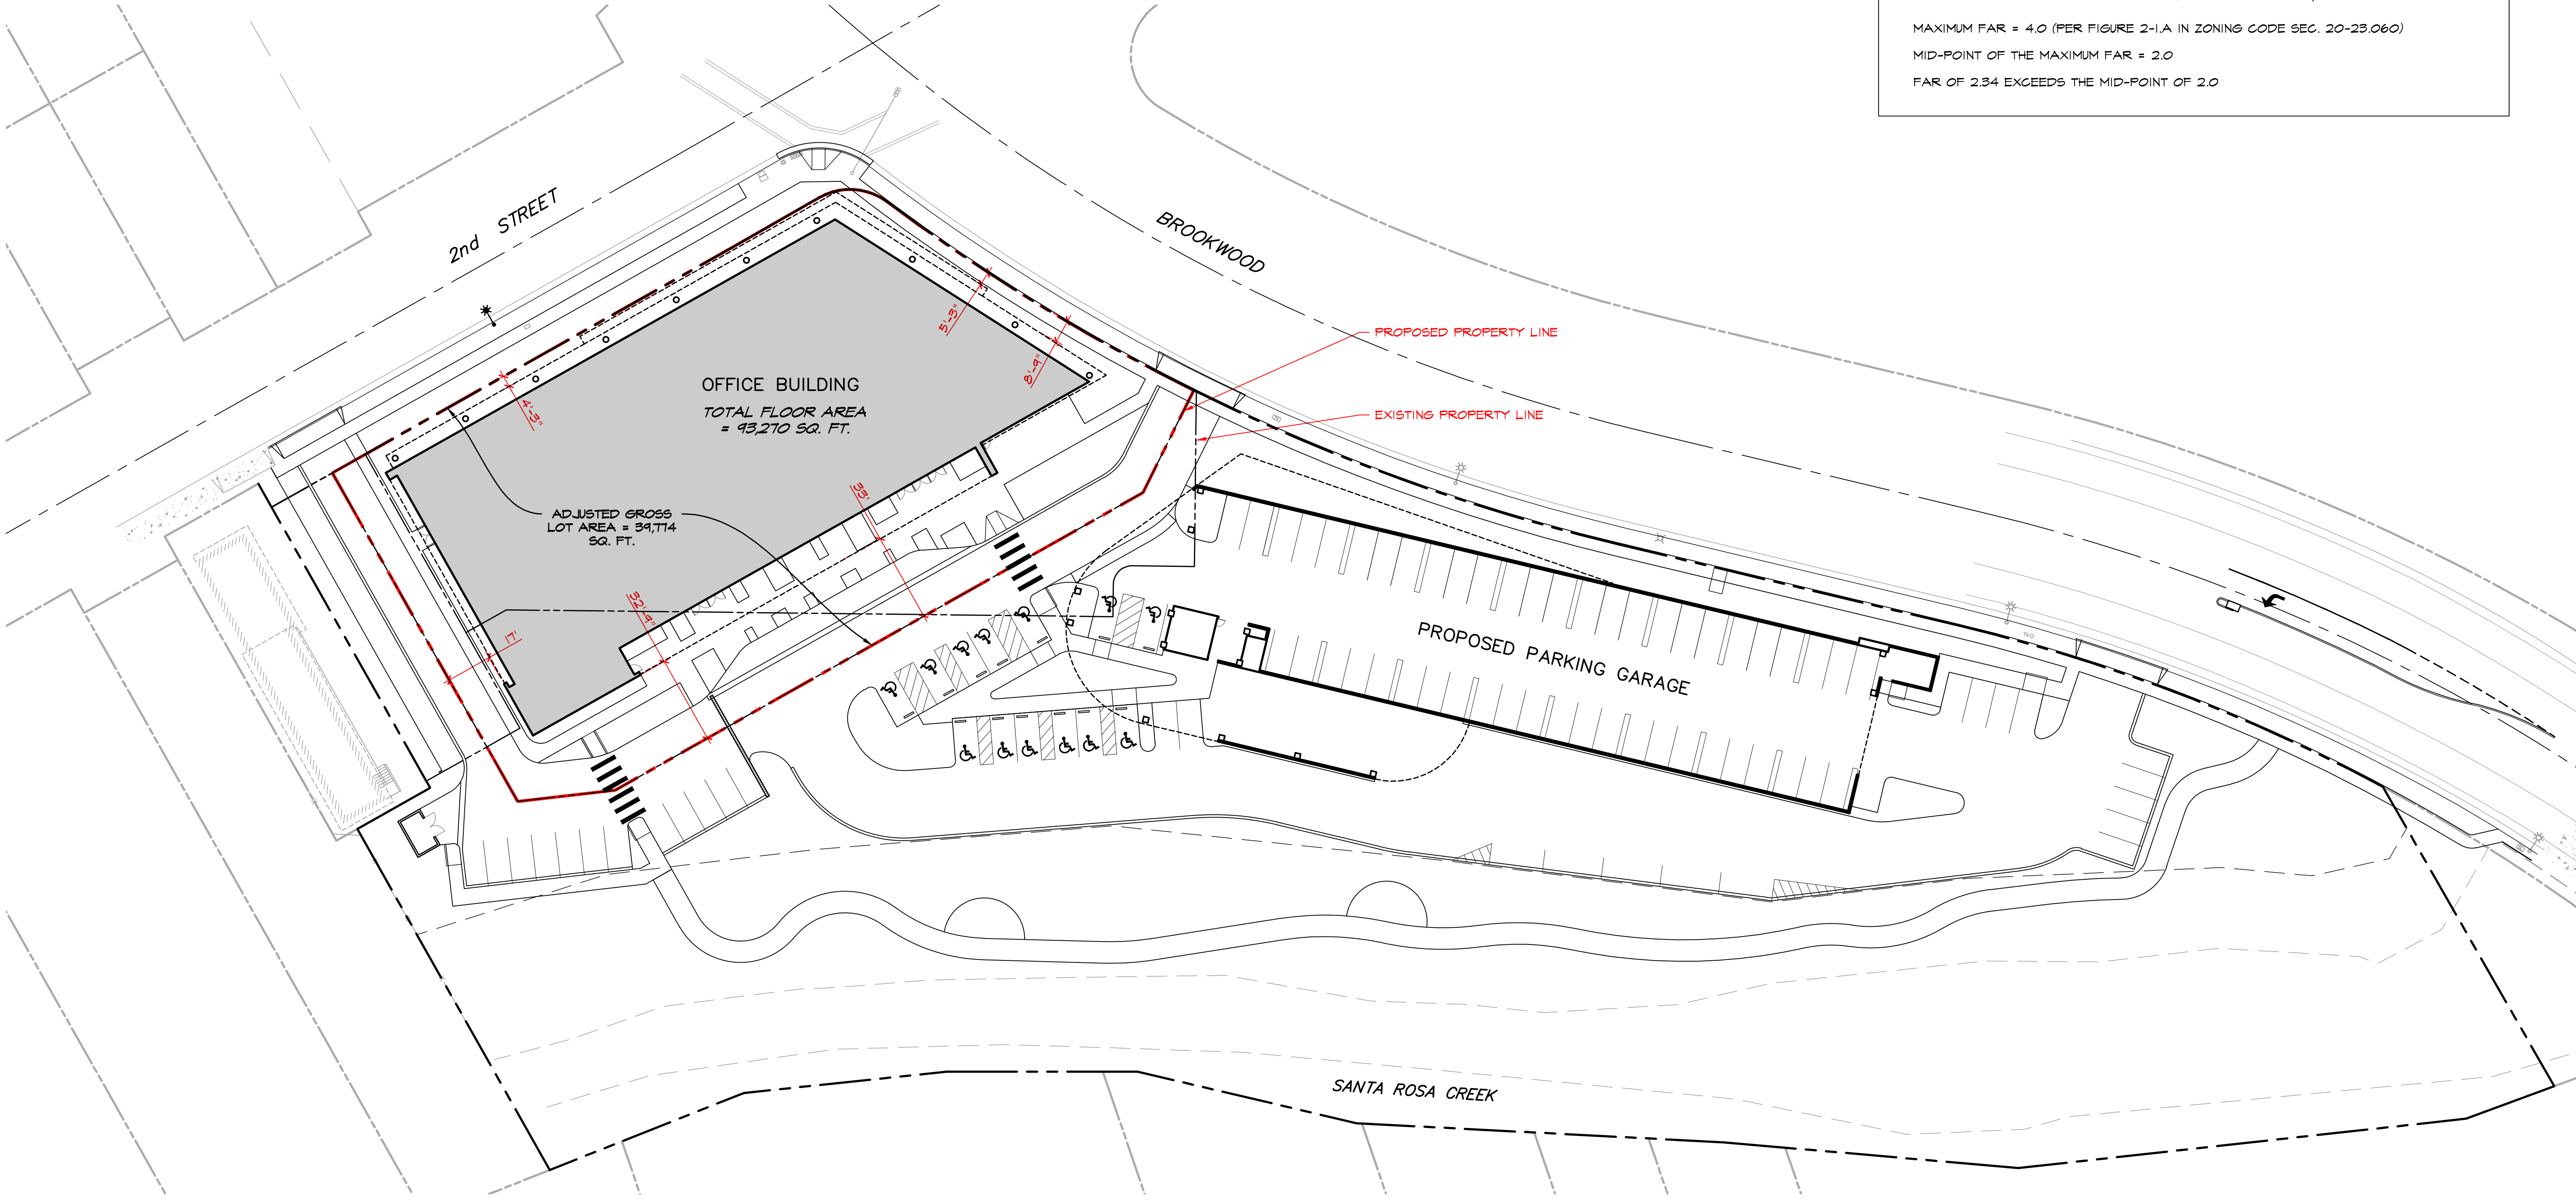 MAXIMUM FAR = 4.0 (PER FIGURE 2-1.A IN ZONING CODE SEC. 20-23.060)
MID-POINT OF THE MAXIMUM FAR = 2.0
FAR OF 2.34 EXCEEDS THE MID-POINT OF 2.0
2nd STREET
BROOKWOOD
5'-3"
8'-9"
PROPOSED PROPERTY LINE
EXISTING PROPERTY LINE
4'-3"
OFFICE BUILDING
TOTAL FLOOR AREA
= 93,270 SQ. FT.
ADJUSTED GROSS
LOT AREA = 39,774
SQ. FT.
33'
32'-9"
17'
PROPOSED PARKING GARAGE
SANTA ROSA CREEK